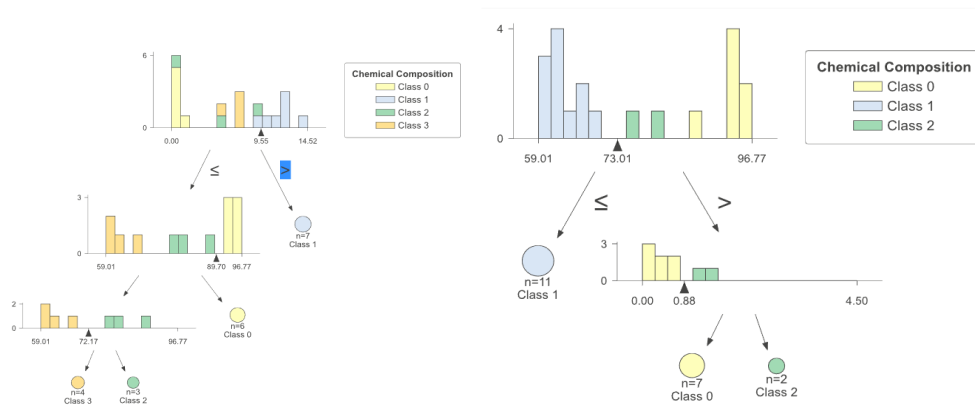 6
0
0.00
9.55
14.52
Chemical Composition
Class 0
Class 1
Class 2
Class 3
≤
>
3
0
59.01
89.70
96.77
n=7
Class 1
2
0
59.01
72.17
96.77
n=6
Class 0
n=4
Class 3
n=3
Class 2
4
0
59.01
73.01
96.77
Chemical Composition
Class 0
Class 1
Class 2
≤
>
n=11
Class 1
3
0
0.00
0.88
4.50
n=7
Class 0
n=2
Class 2